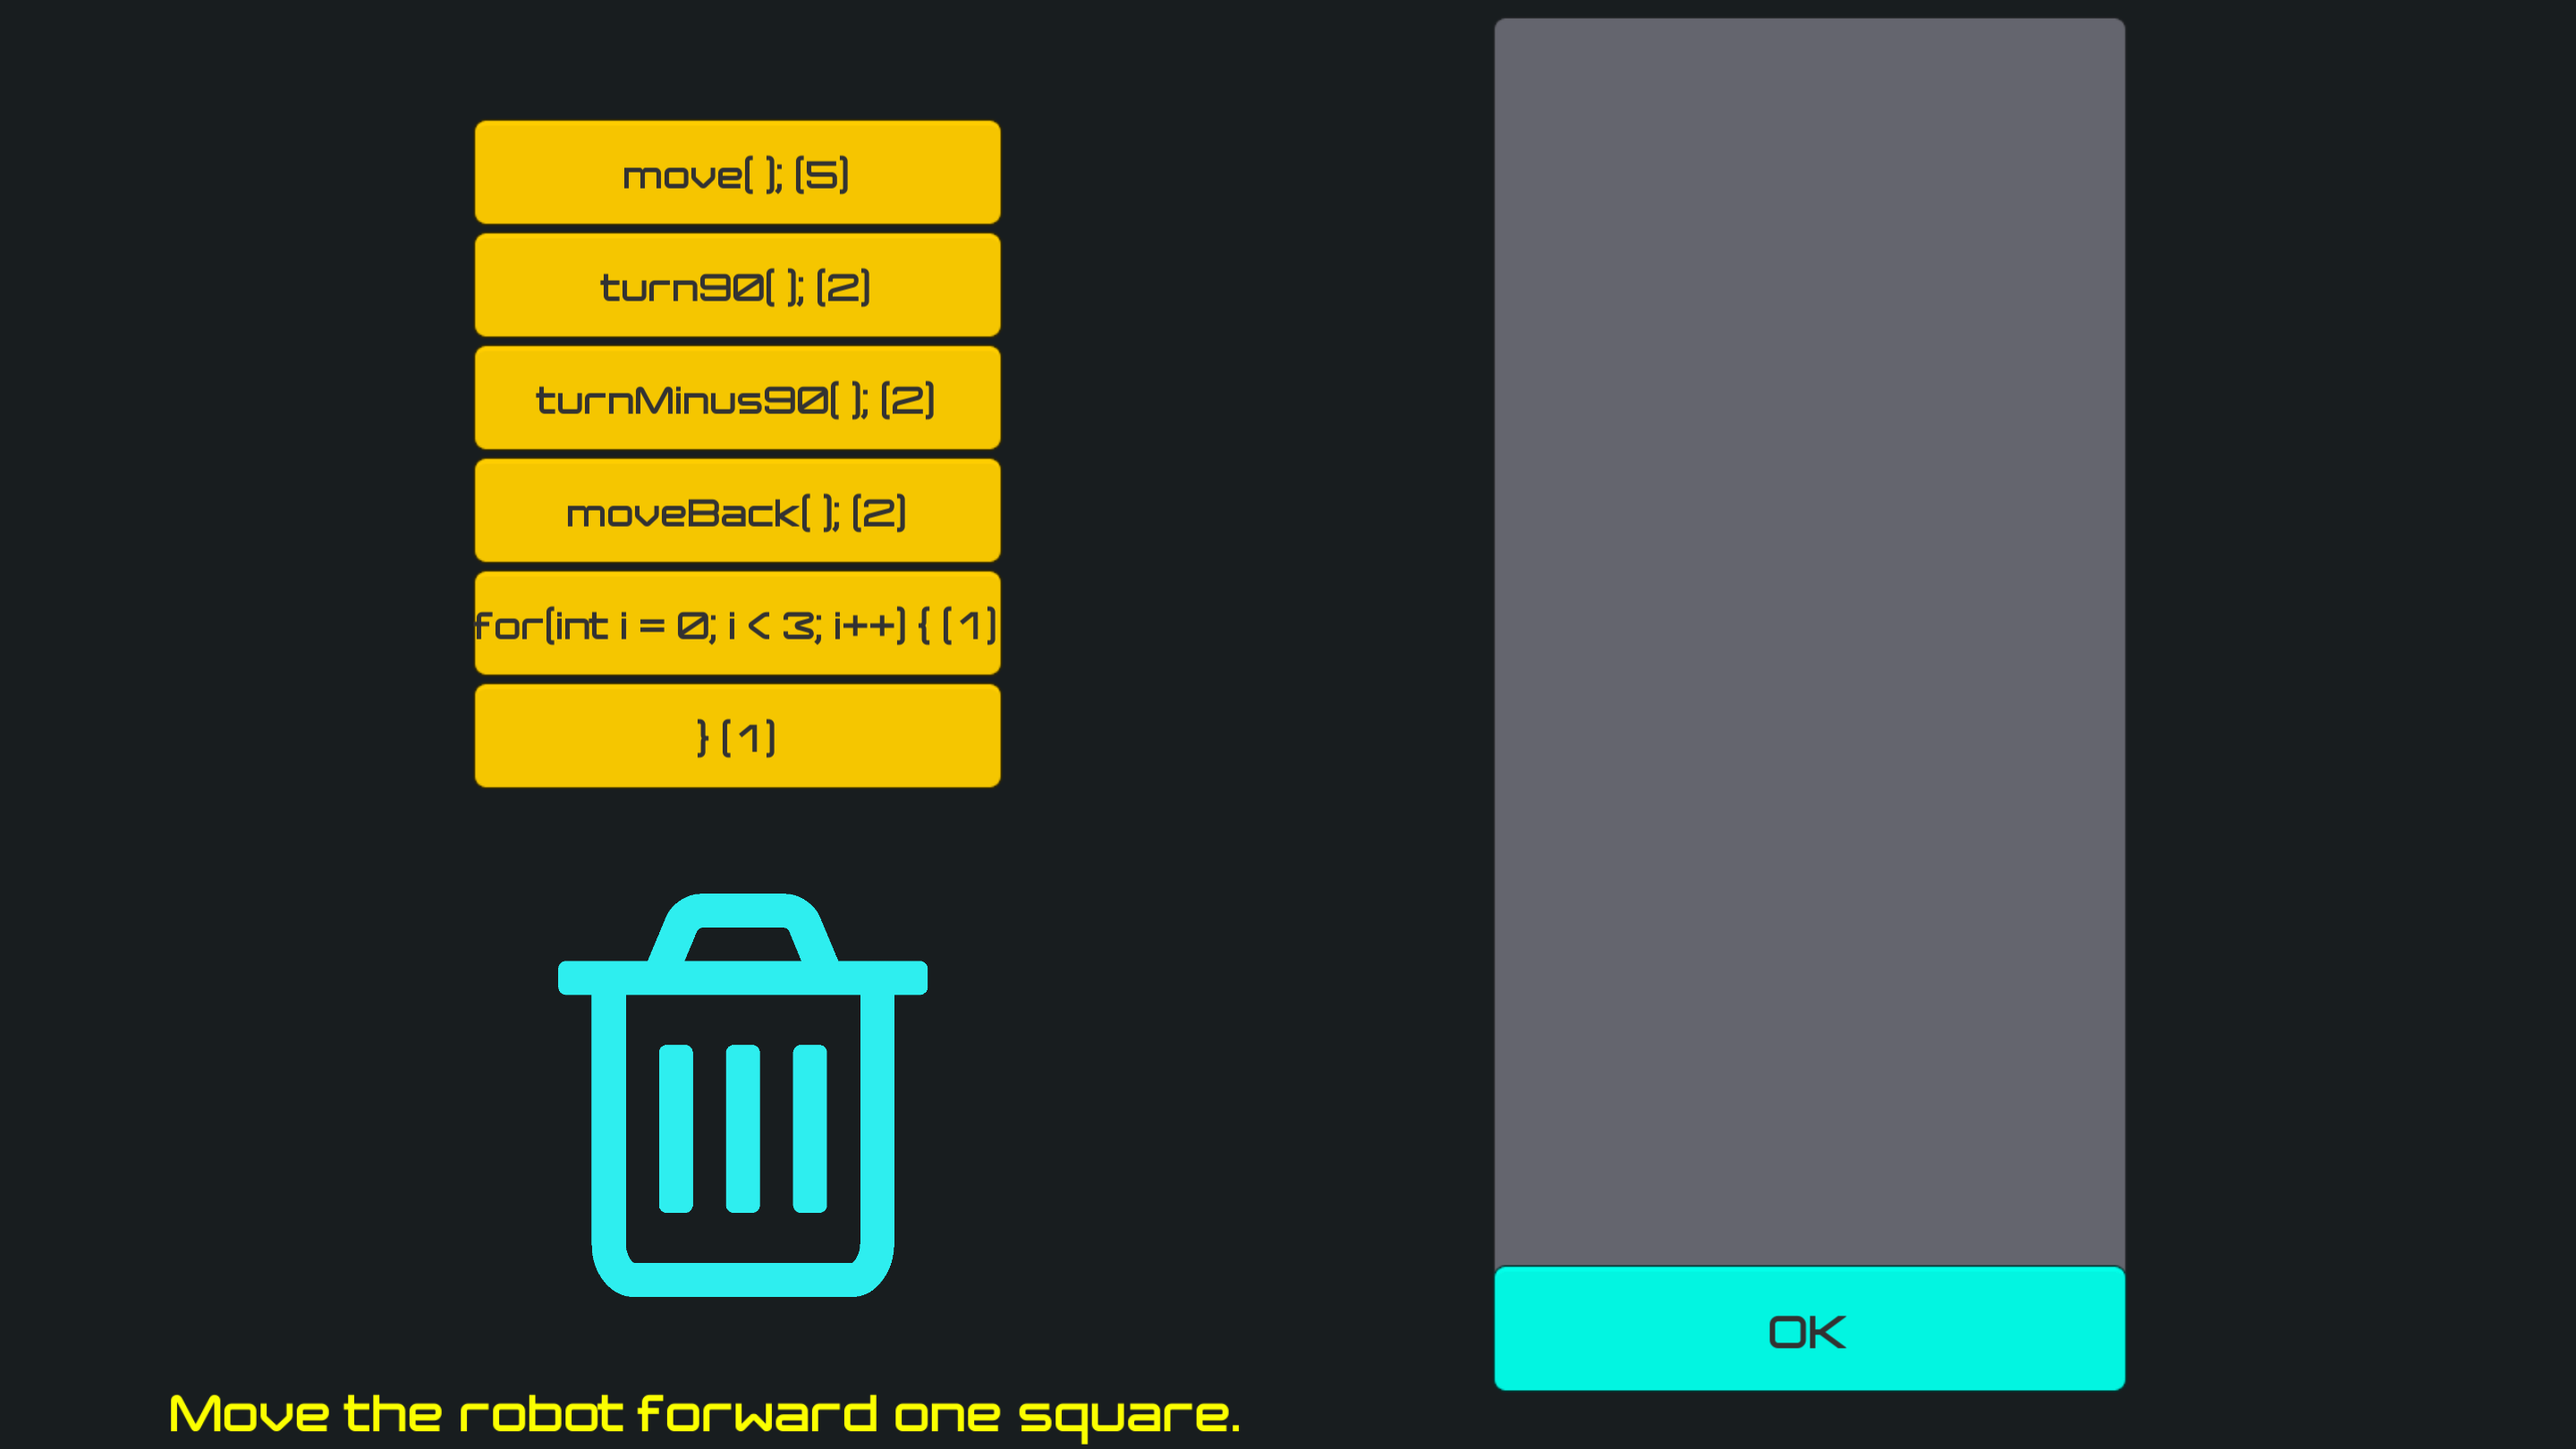 move( ); (5)
turn90( ); (2)
turnMinus90( ); (2)
moveBack( ); (2)
for(int i = 0; i < 3; i++) { (1)
} (1)
OK
Move the robot forward one square.